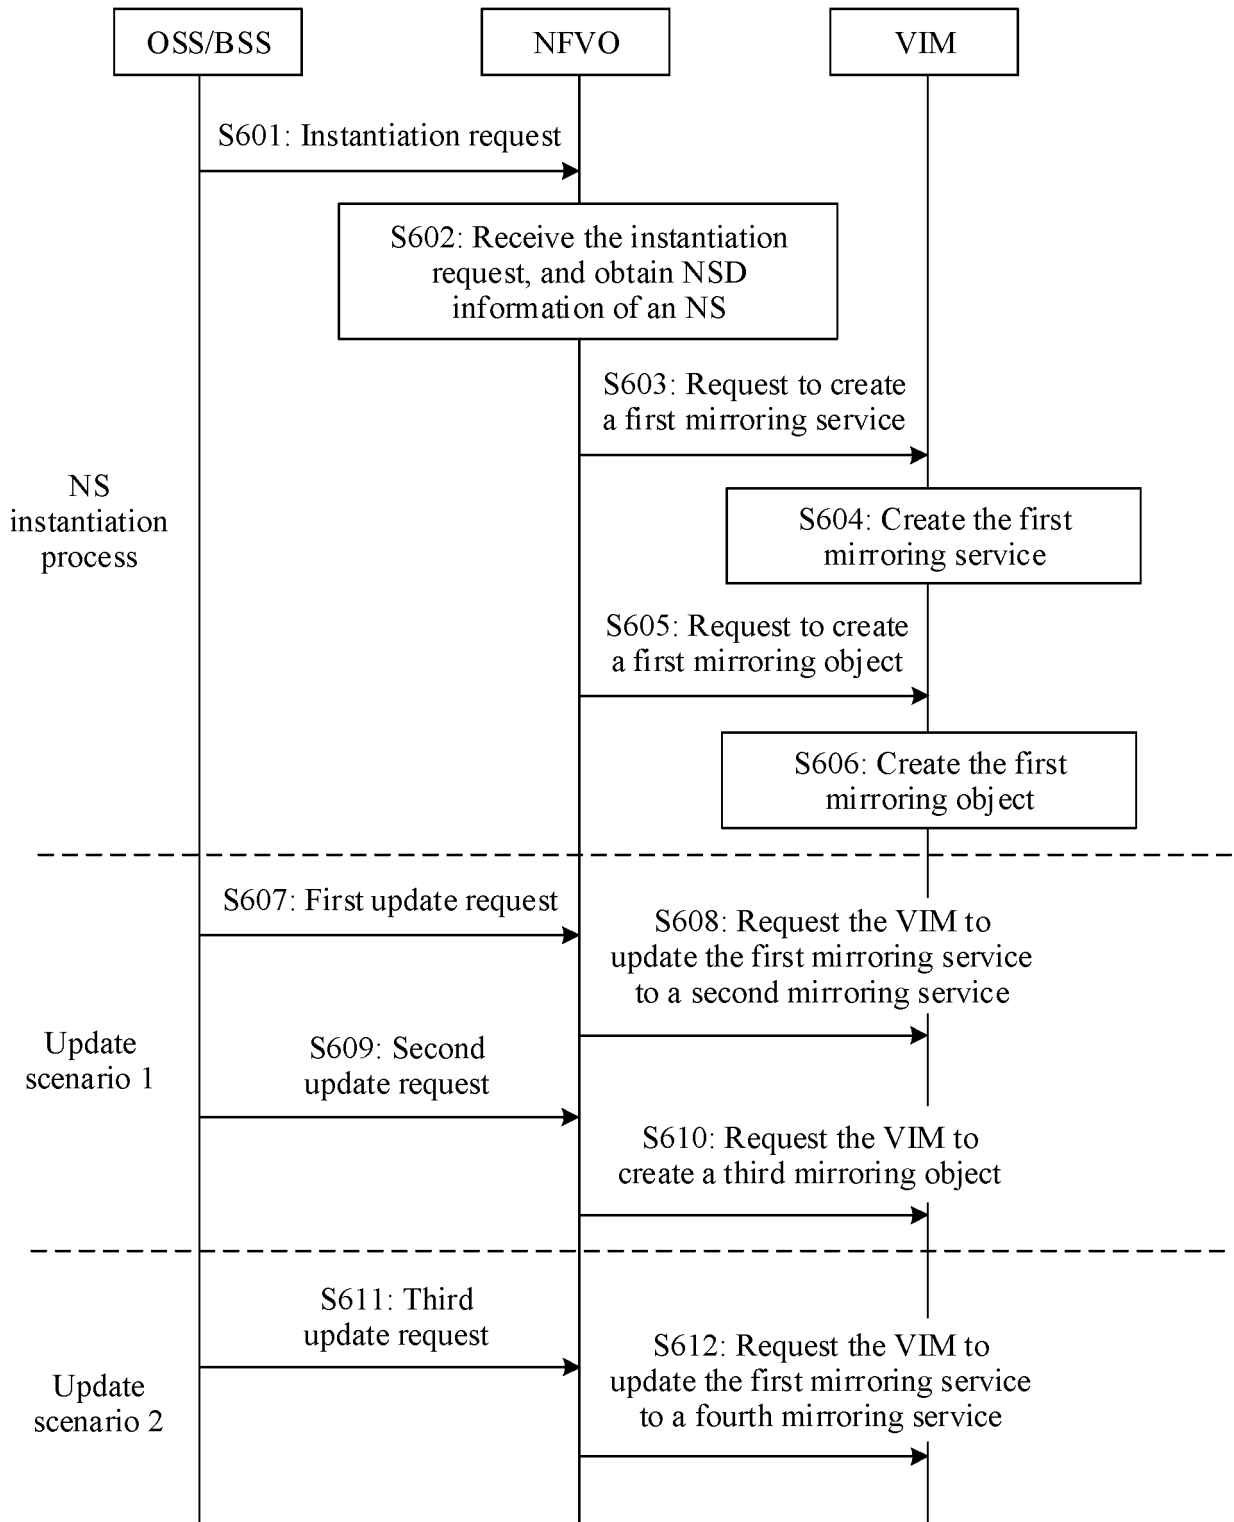 OSS/BSS
NFVO
VIM
S601: Instantiation request
S602: Receive the instantiation
request, and obtain NSD
information of an NS
S603: Request to create
a first mirroring service
NS
instantiation
process
S604: Create the first
mirroring service
S605: Request to create
a first mirroring object
S606: Create the first
mirroring object
S607: First update request
S608: Request the VIM to
update the first mirroring service
to a second mirroring service
Update
scenario 1
S609: Second
update request
S610: Request the VIM to
create a third mirroring object
S611: Third
update request
S612: Request the VIM to
update the first mirroring service
to a fourth mirroring service
Update
scenario 2